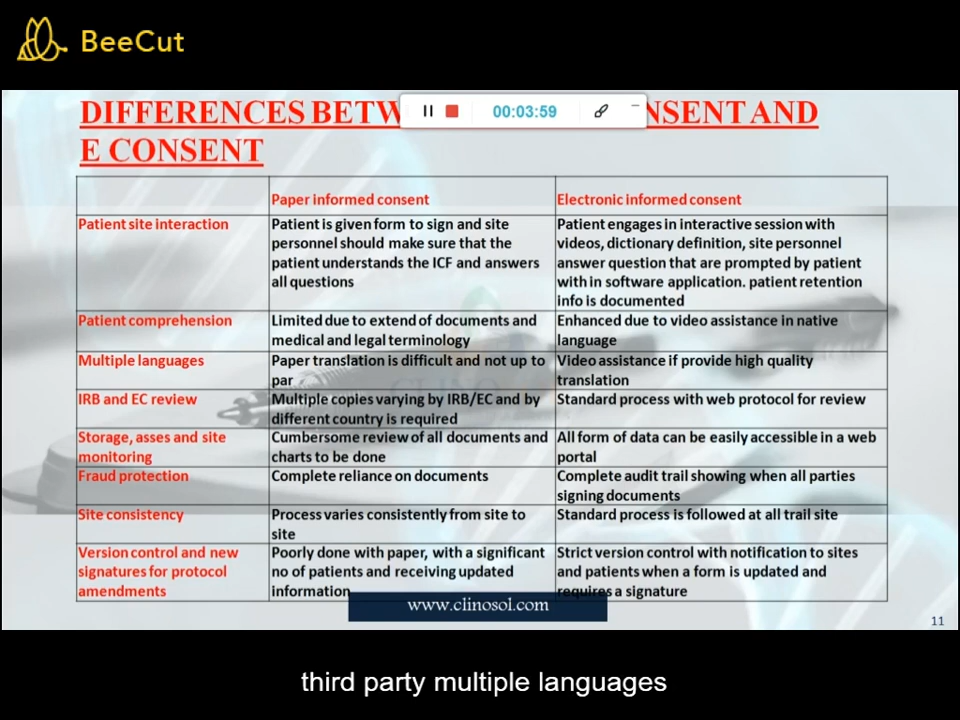 BeeCut
DIFFERENCES BETW NSENT AND
00:03:59
E CONSENT
Paper informed consent
Electronic informed consent
Patient site interaction
Patient is given form to sign and site
personnel should make sure that the
patient understands the ICF and answers
all questions
Patient engages in interactive session with
videos, dictionary definition, site personnel
answer question that are prompted by patient
with in software application. patient retention
info is documented
Patient comprehension
Limited due to extend of documents and
medical and legal terminology
Enhanced due to video assistance in native
language
Multiple languages
Paper translation is difficult and not up to
par
Video assistance if provide high quality
translation
IRB and EC review
Multiple copies varying by IRB/EC and by
different country is required
Standard process with web protocol for review
Storage, asses and site
monitoring
Cumbersome review of all documents and
charts to be done
All form of data can be easily accessible in a web
portal
Fraud protection
Complete reliance on documents
Complete audit trail showing when all parties
signing documents
Site consistency
Process varies consistently from site to
site
Standard process is followed at all trail site
Version control and new
signatures for protocol
amendments
Poorly done with paper, with a significant
no of patients and receiving updated
information
Strict version control with notification to sites
and patients when a form is updated and
requires a signature
www.clinosol.com
11
third party multiple languages